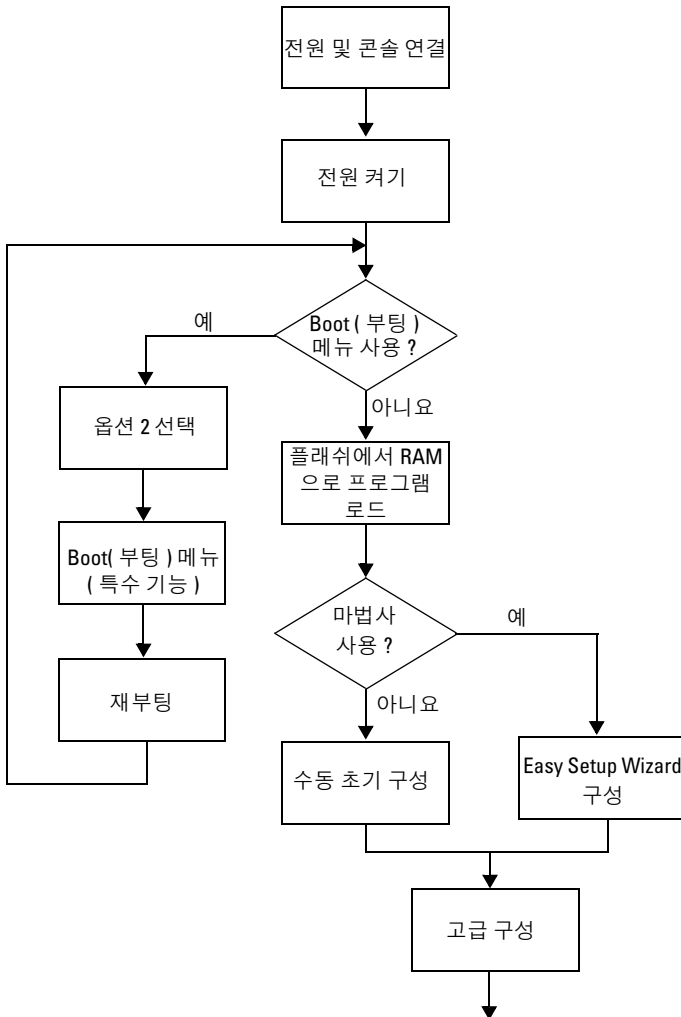 전원 및 콘솔 연결
전원 켜기
예
Boot ( 부팅 )
메뉴 사용 ?
아니요
옵션 2 선택
플래쉬에서 RAM
으로 프로그램
로드
Boot( 부팅 ) 메뉴
( 특수 기능 )
마법사
사용 ?
예
재부팅
아니요
수동 초기 구성
Easy Setup Wizard
구성
고급 구성